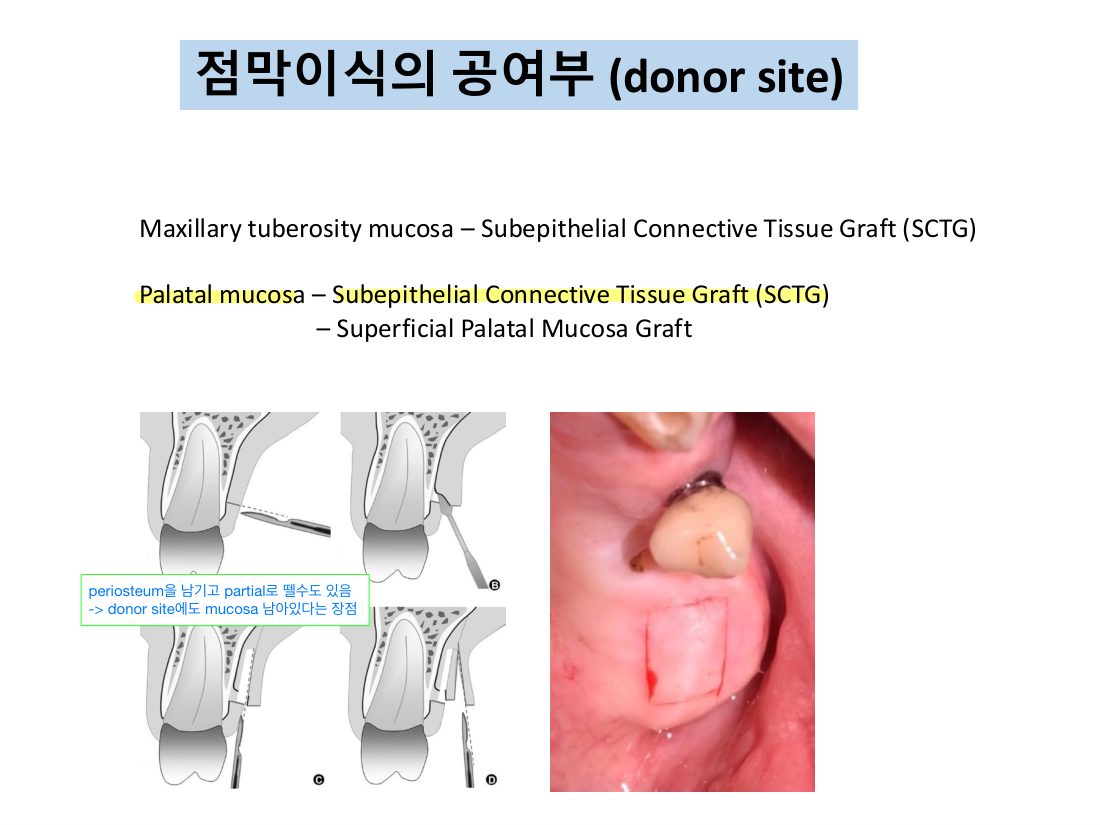 점막이식의 공여부 (donor site)
Maxillary tuberosity mucosa – Subepithelial Connective Tissue Graft (SCTG)
Palatal mucosa – Subepithelial Connective Tissue Graft (SCTG)
– Superficial Palatal Mucosa Graft
B
periosteum을 남기고 partial로 뗄수도 있음
-> donor site에도 mucosa 남아있다는 장점
C
D